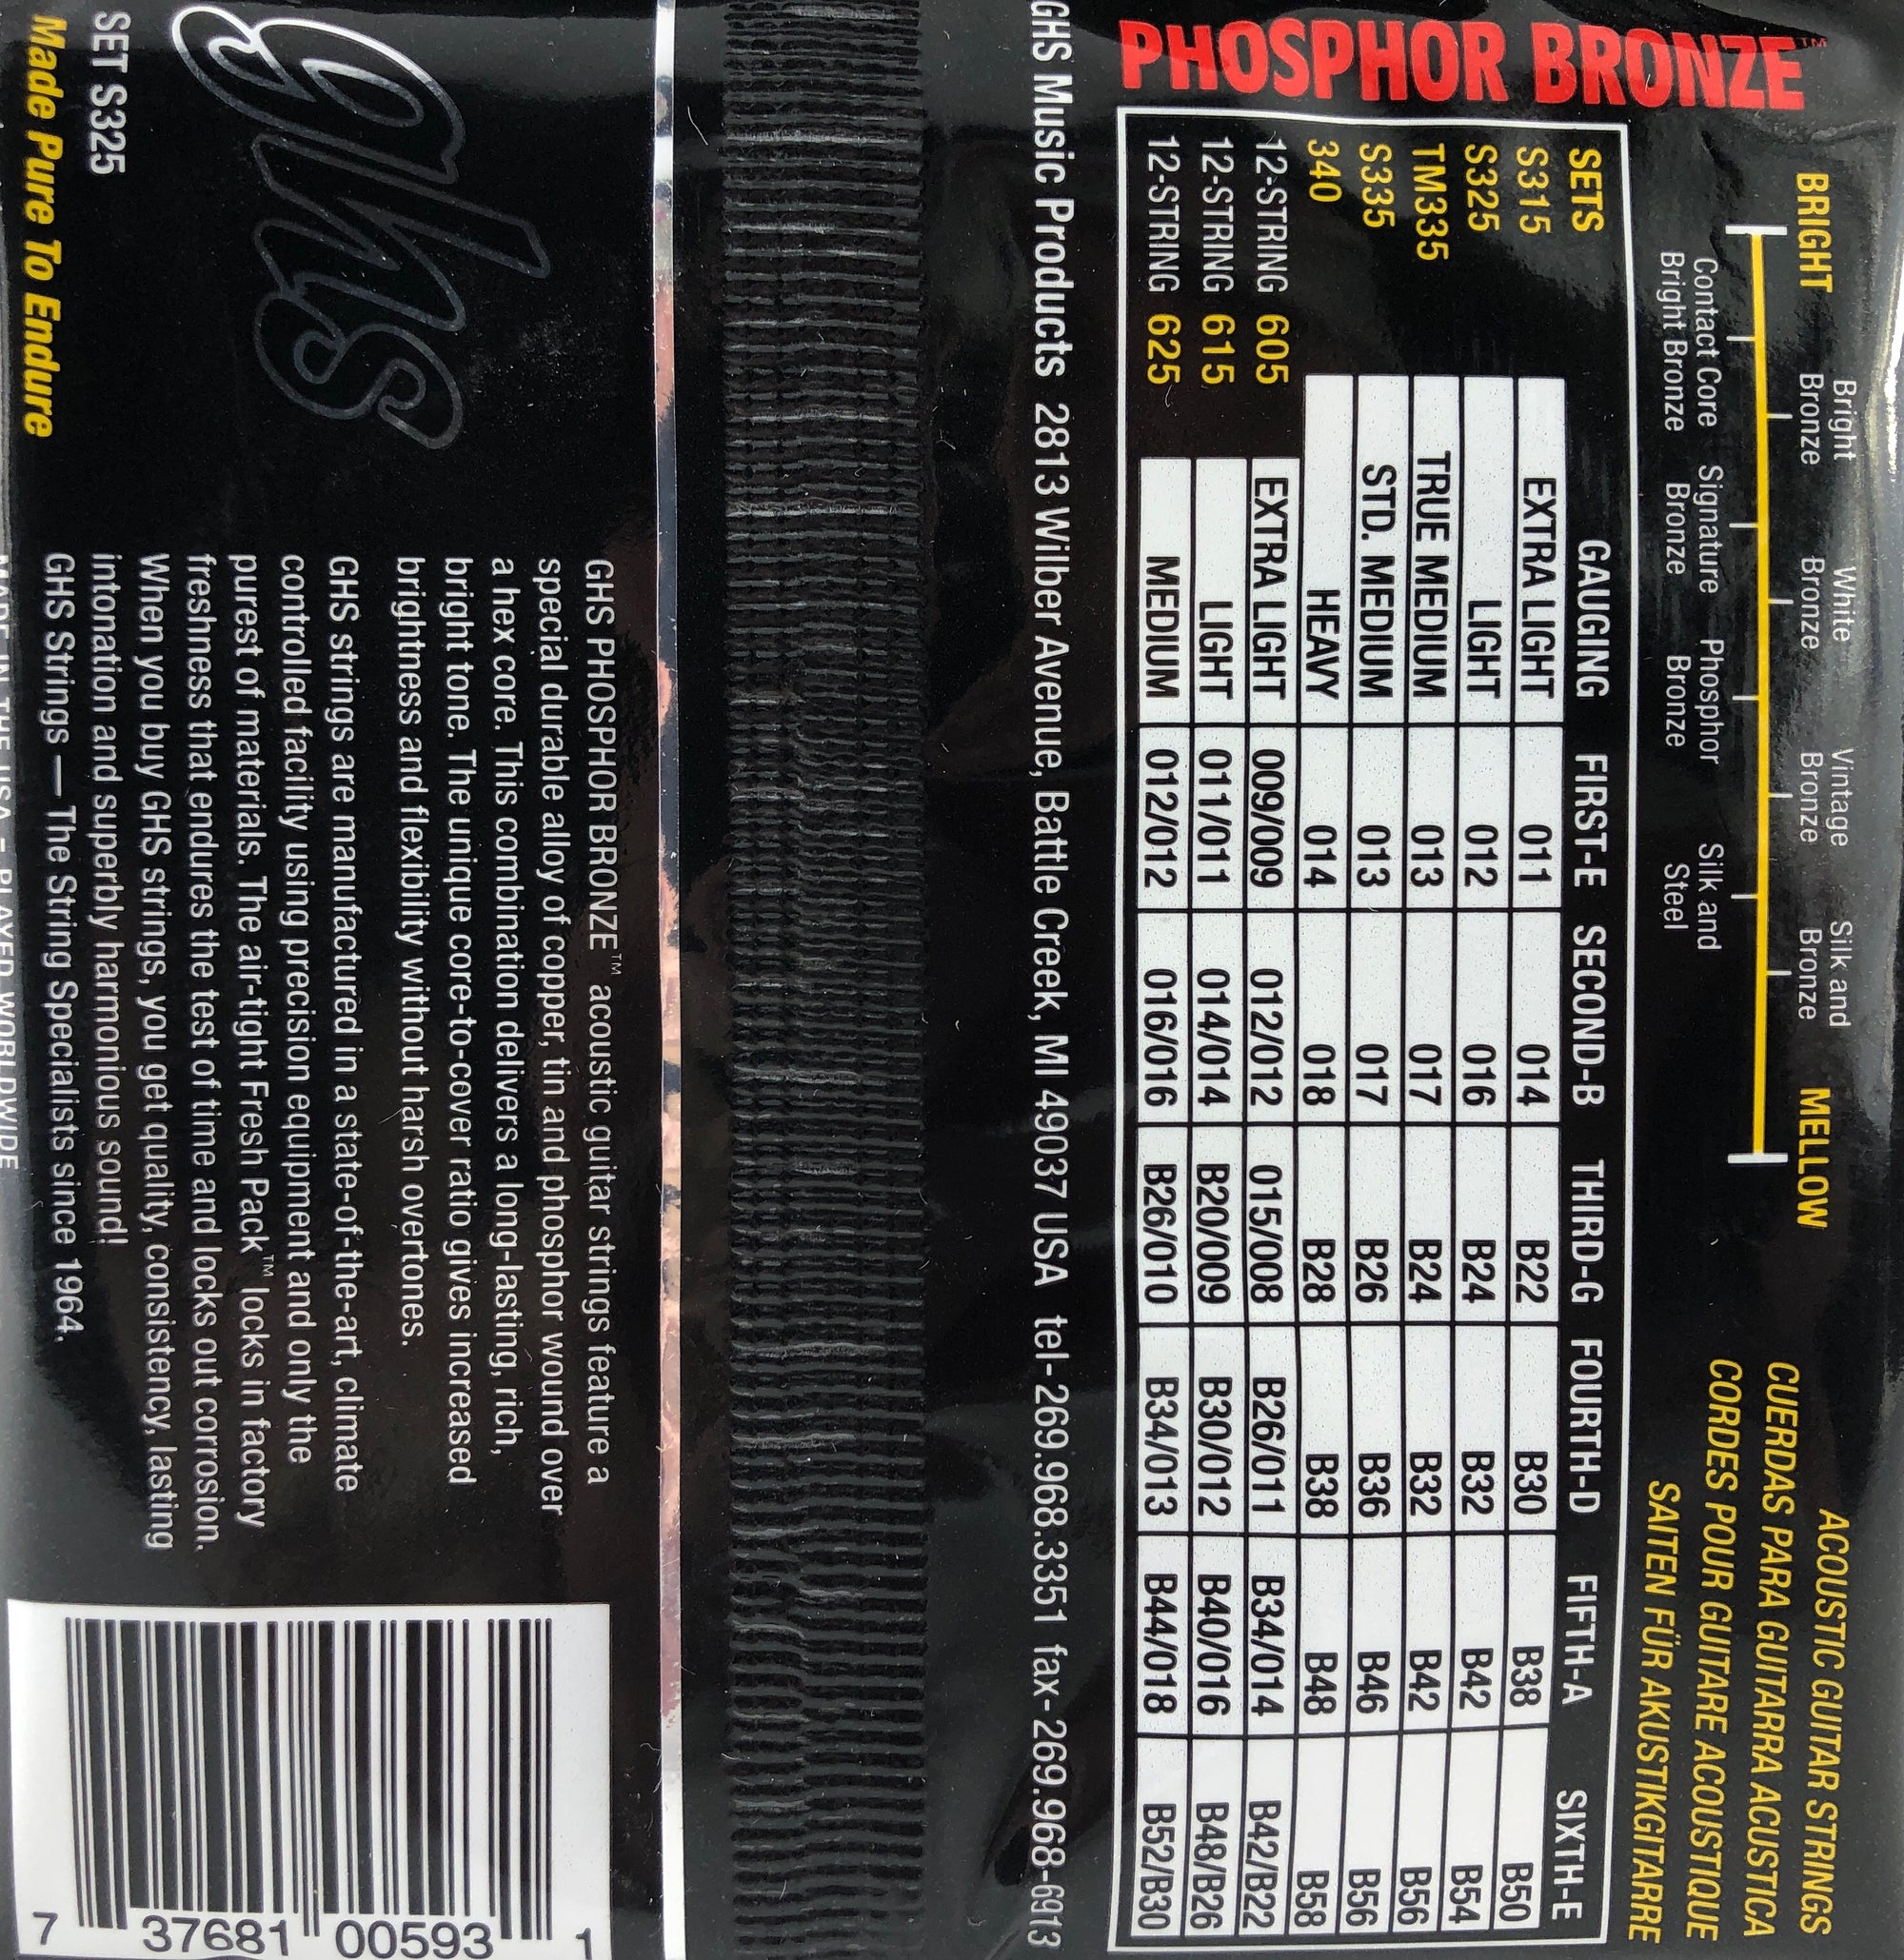 PHOSPHOR BRONZE™
ACOUSTIC GUITAR STRINGS
CUERDAS PARA GUITARRA ACUSTICA
CORDES POUR GUITARE ACOUSTIQUE
SAITEN FÜR AKUSTIKGITARRE
BRIGHT Bright Bronze White Bronze Vintage Bronze Silk and Bronze MELLOW
Contact Core Bright Bronze Signature Bronze Phosphor Bronze Silk and Steel
SETS GAUGING FIRST-E SECOND-B THIRD-G FOURTH-D FIFTH-A SIXTH-E
S315 EXTRA LIGHT 011 014 B22 B30 B38 B50
S325 LIGHT 012 016 B24 B32 B42 B54
TM335 TRUE MEDIUM 013 017 B24 B32 B42 B56
S335 STD. MEDIUM 013 017 B26 B36 B46 B56
340 HEAVY 014 018 B28 B38 B48 B58
12-STRING 605 EXTRA LIGHT 009/009 012/012 015/008 B26/011 B34/014 B42/B22
12-STRING 615 LIGHT 011/011 014/014 B20/009 B30/012 B40/016 B48/B26
12-STRING 625 MEDIUM 012/012 016/016 B26/010 B34/013 B44/018 B52/B30
GHS Music Products 2813 Wilber Avenue, Battle Creek, MI 49037 USA tel-269.968.3351 fax-269.968-6913
GHS PHOSPHOR BRONZE™ acoustic guitar strings feature a
special durable alloy of copper, tin and phosphor wound over
a hex core. This combination delivers a long-lasting, rich,
bright tone. The unique core-to-cover ratio gives increased
brightness and flexibility without harsh overtones.
GHS strings are manufactured in a state-of-the-art, climate
controlled facility using precision equipment and only the
purest of materials. The air-tight Fresh Pack™ locks in factory
freshness that endures the test of time and locks out corrosion.
When you buy GHS strings, you get quality, consistency, lasting
intonation and superbly harmonious sound!
GHS Strings — The String Specialists since 1964.
MADE IN THE USA - PLAYED WORLDWIDE
ghs
SET S325
Made Pure To Endure
7 37681 00593 1